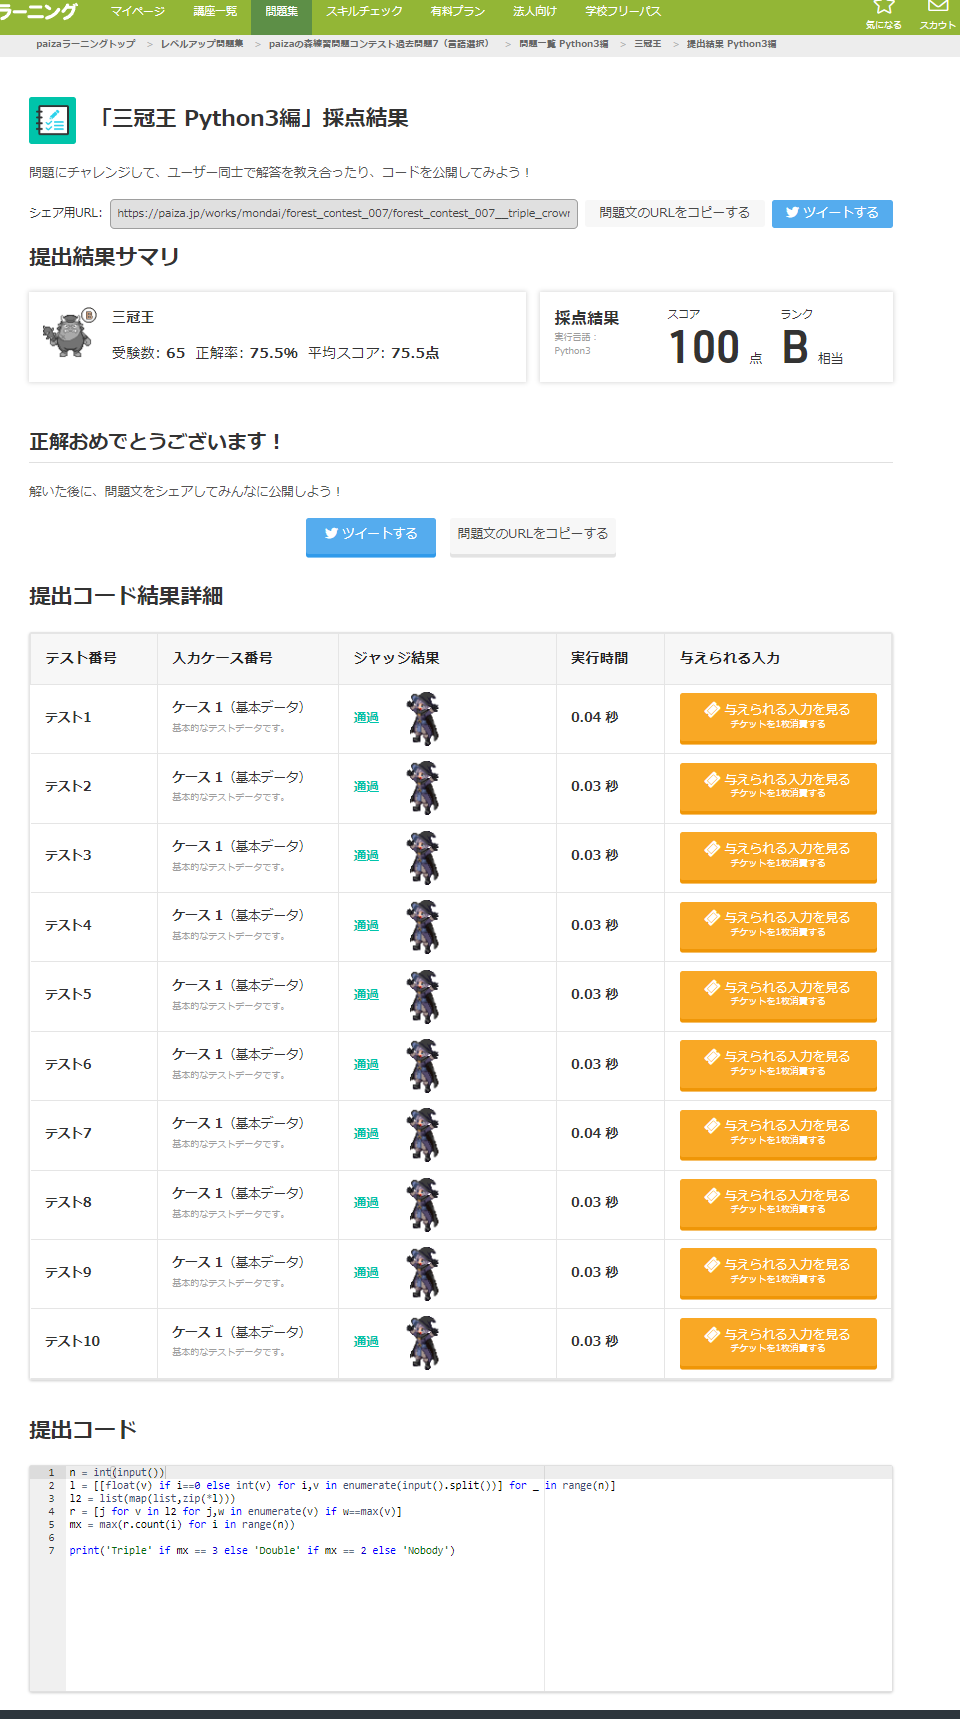 ラーニング
マイページ 講座一覧 問題集 スキルチェック 有料プラン 法人向け 学校フリーパス 気になる スカウト
paizaラーニングトップ > レベルアップ問題集 > paizaの森練習問題コンテスト過去問題7（言語選択） > 問題一覧 Python3編 > 三冠王 > 提出結果 Python3編
「三冠王 Python3編」採点結果
問題にチャレンジして、ユーザー同士で解答を教え合ったり、コードを公開してみよう！
シェア用URL: https://paiza.jp/works/mondai/forest_contest_007/forest_contest_007__triple_crown 問題文のURLをコピーする ツイートする
提出結果サマリ
B
三冠王
受験数: 65 正解率: 75.5% 平均スコア: 75.5点
採点結果
実行言語：
Python3
スコア
100 点
ランク
B 相当
正解おめでとうございます！
解いた後に、問題文をシェアしてみんなに公開しよう！
ツイートする 問題文のURLをコピーする
提出コード結果詳細
テスト番号 入力ケース番号 ジャッジ結果 実行時間 与えられる入力
テスト1 ケース 1（基本データ） 通過 0.04 秒 与えられる入力を見る
基本的なテストデータです。 チケットを1枚消費する
テスト2 ケース 1（基本データ） 通過 0.03 秒 与えられる入力を見る
基本的なテストデータです。 チケットを1枚消費する
テスト3 ケース 1（基本データ） 通過 0.03 秒 与えられる入力を見る
基本的なテストデータです。 チケットを1枚消費する
テスト4 ケース 1（基本データ） 通過 0.03 秒 与えられる入力を見る
基本的なテストデータです。 チケットを1枚消費する
テスト5 ケース 1（基本データ） 通過 0.03 秒 与えられる入力を見る
基本的なテストデータです。 チケットを1枚消費する
テスト6 ケース 1（基本データ） 通過 0.03 秒 与えられる入力を見る
基本的なテストデータです。 チケットを1枚消費する
テスト7 ケース 1（基本データ） 通過 0.04 秒 与えられる入力を見る
基本的なテストデータです。 チケットを1枚消費する
テスト8 ケース 1（基本データ） 通過 0.03 秒 与えられる入力を見る
基本的なテストデータです。 チケットを1枚消費する
テスト9 ケース 1（基本データ） 通過 0.03 秒 与えられる入力を見る
基本的なテストデータです。 チケットを1枚消費する
テスト10 ケース 1（基本データ） 通過 0.03 秒 与えられる入力を見る
基本的なテストデータです。 チケットを1枚消費する
提出コード
1 n = int(input())
2 l = [[float(v) if i==0 else int(v) for i,v in enumerate(input().split())] for _ in range(n)]
3 l2 = list(map(list,zip(*l)))
4 r = [j for v in l2 for j,w in enumerate(v) if w==max(v)]
5 mx = max(r.count(i) for i in range(n))
6
7 print('Triple' if mx == 3 else 'Double' if mx == 2 else 'Nobody')